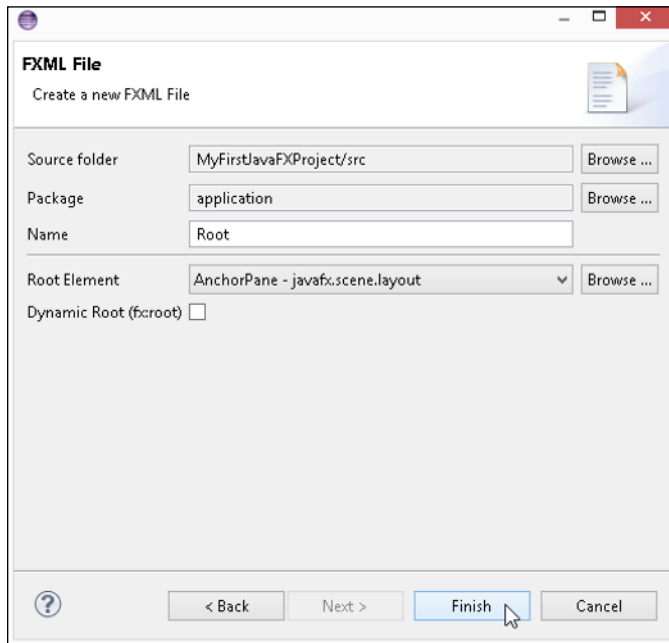 FXML File
Create a new FXML File
Source folder MyFirstJavaFXProject/src Browse ...
Package application Browse ...
Name Root
Root Element AnchorPane - javafx.scene.layout Browse ...
Dynamic Root (fx:root)
? < Back Next > Finish Cancel